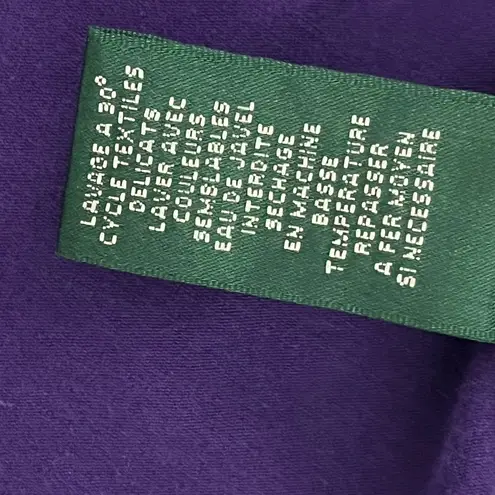 LAVAGE A 30°
CYCLE TEXTILES
DELICATS
LAVER AVEC
COULEURS
SEMBLABLES
EAU DE JAVEL
INTERDITE
SECHAGE
EN MACHINE
BASSE
TEMPERATURE
REPASSER
A FER MOYEN
SI NECESSAIRE